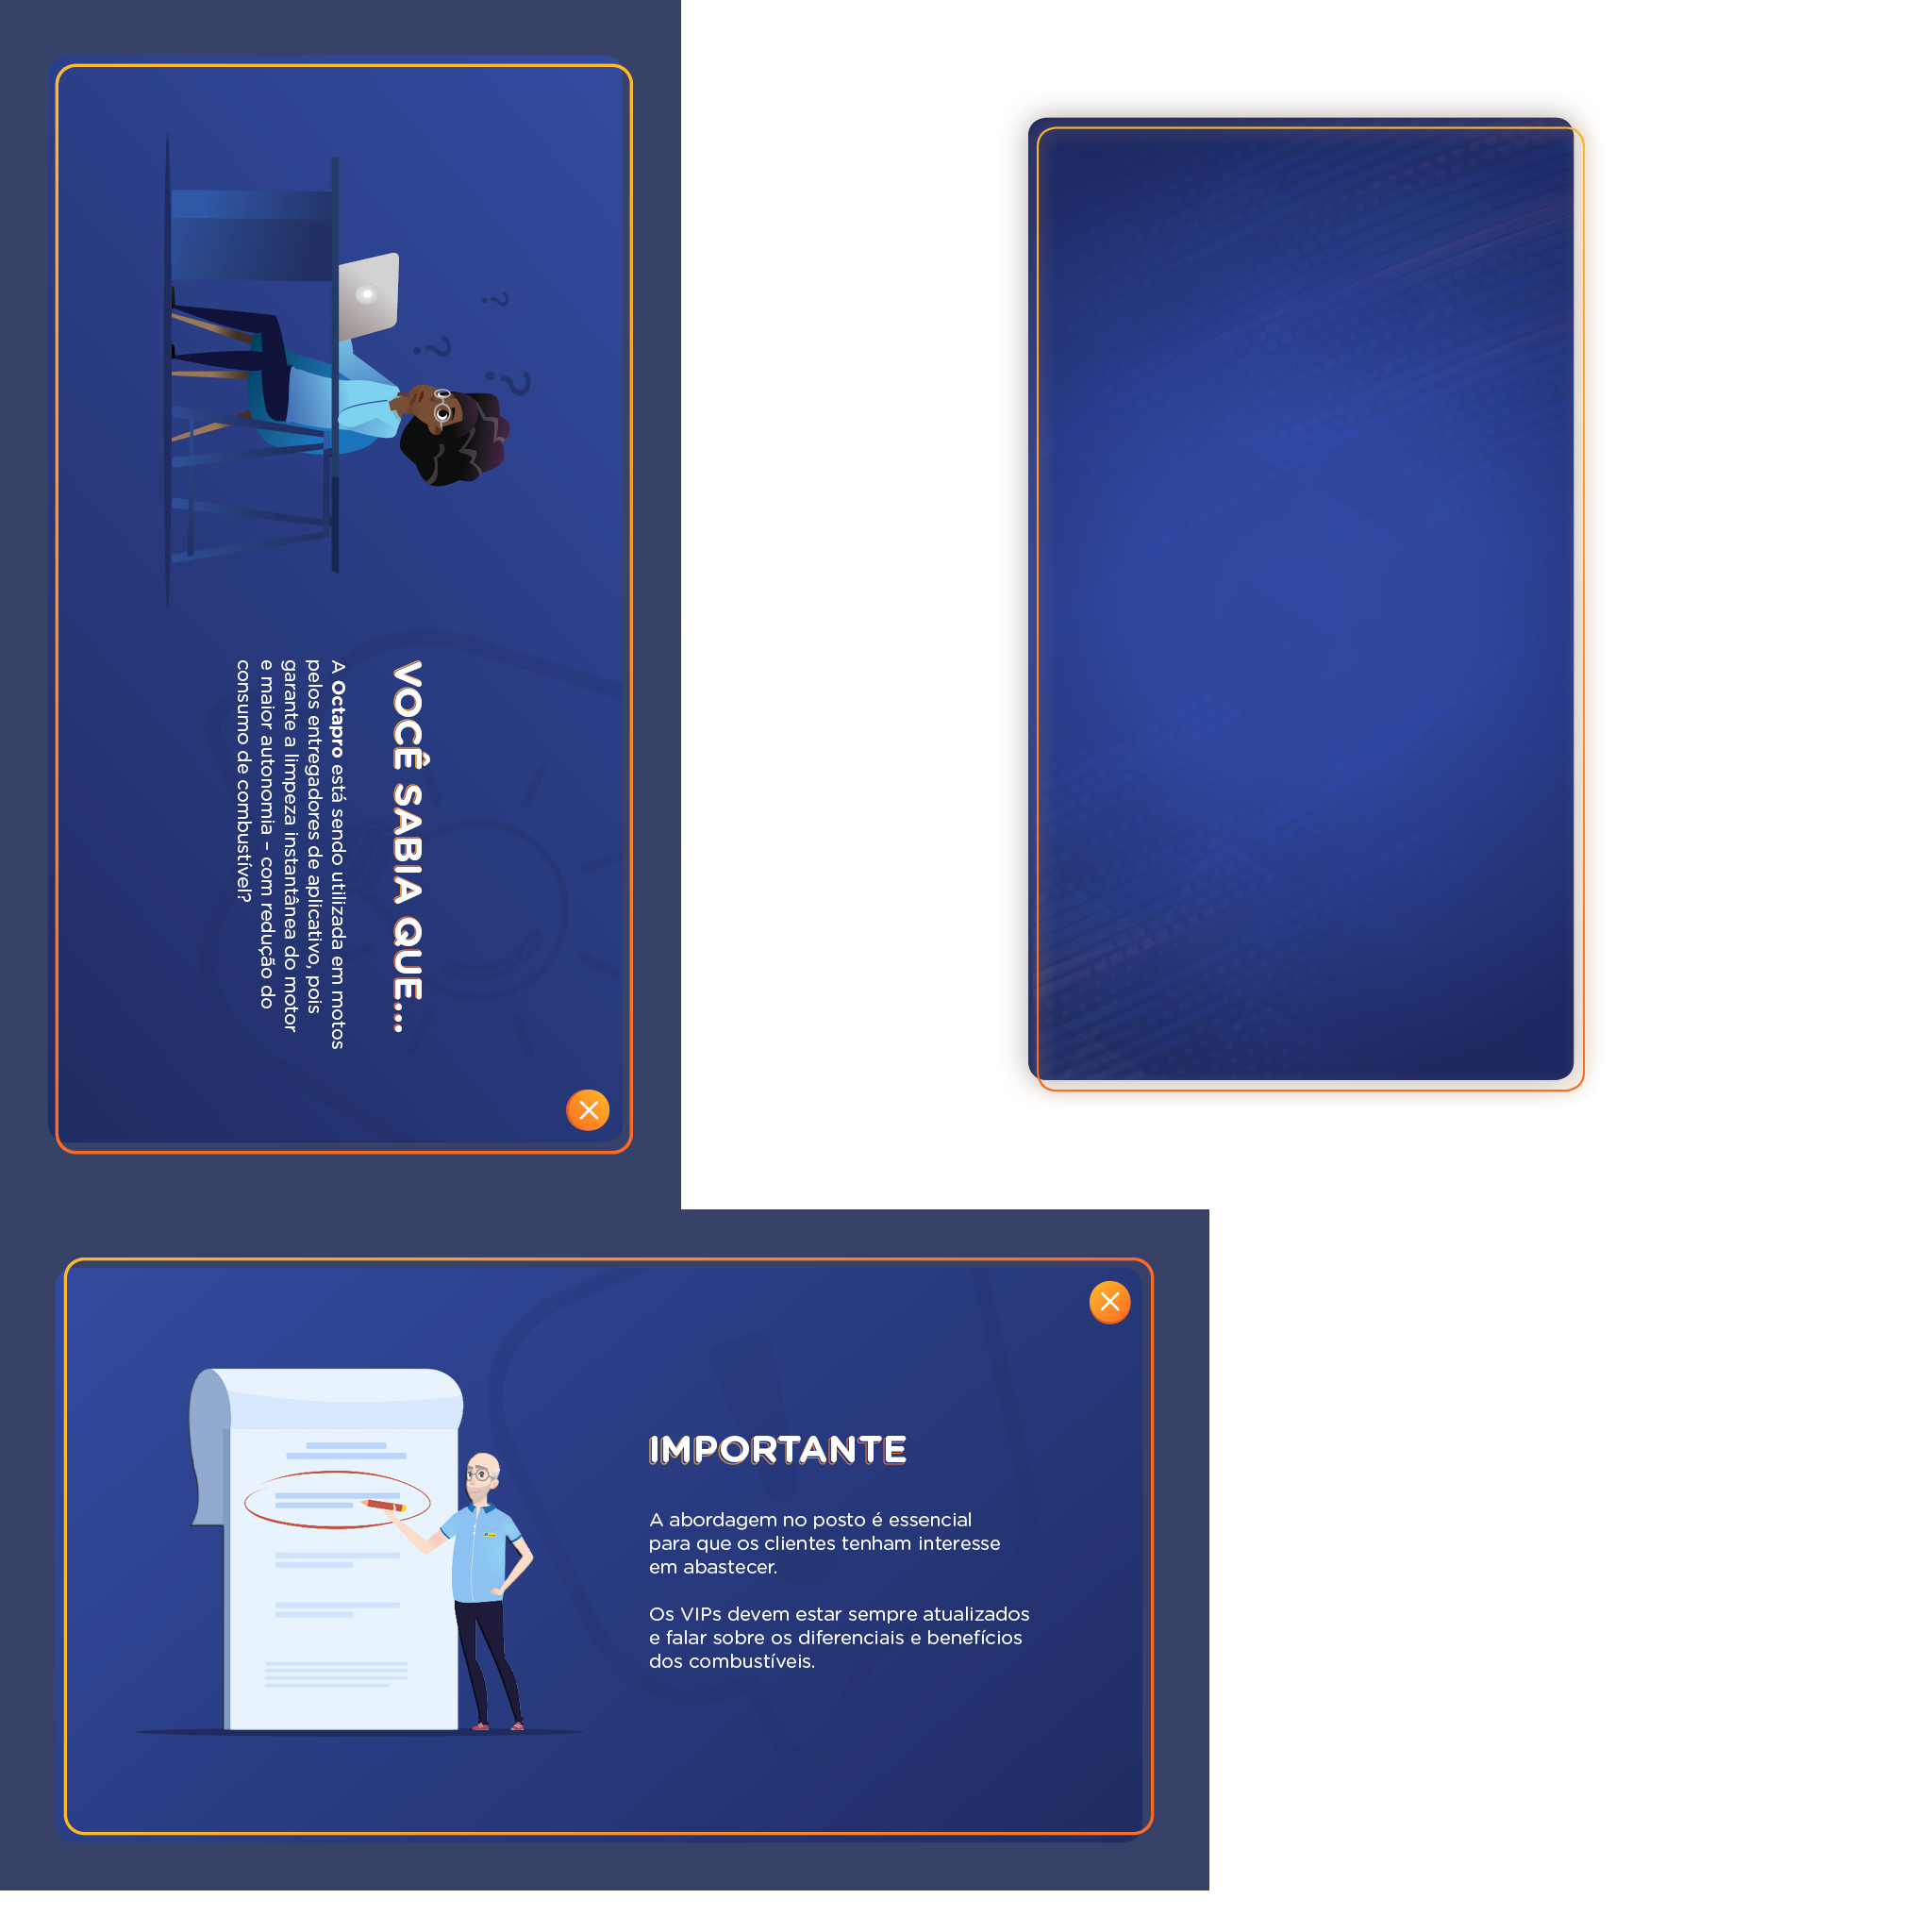 VOCÊ SABIA QUE...
A Octapro está sendo utilizada em motos
pelos entregadores de aplicativo, pois
garante a limpeza instantânea do motor
e maior autonomia – com redução do
consumo de combustível?
? ? ?
IMPORTANTE
A abordagem no posto é essencial
para que os clientes tenham interesse
em abastecer.
Os VIPs devem estar sempre atualizados
e falar sobre os diferenciais e benefícios
dos combustíveis.